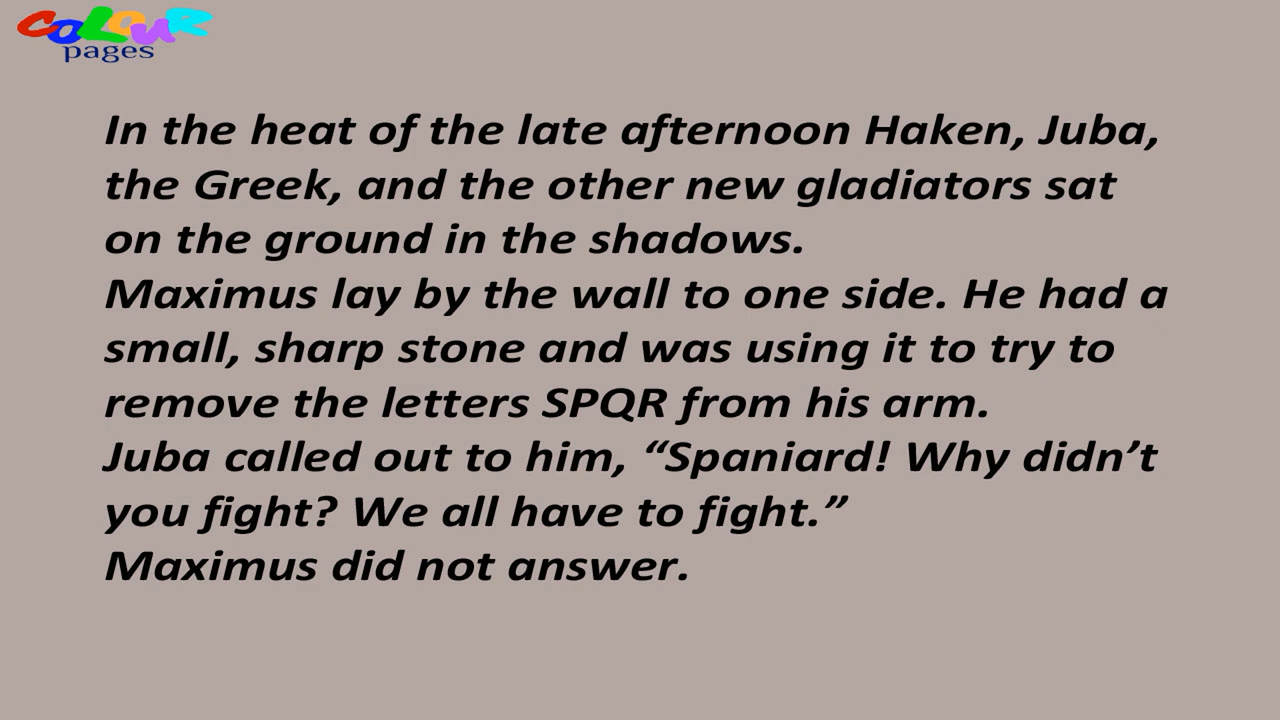 COLOUR
pages
In the heat of the late afternoon Haken, Juba,
the Greek, and the other new gladiators sat
on the ground in the shadows.
Maximus lay by the wall to one side. He had a
small, sharp stone and was using it to try to
remove the letters SPQR from his arm.
Juba called out to him, “Spaniard! Why didn’t
you fight? We all have to fight.”
Maximus did not answer.